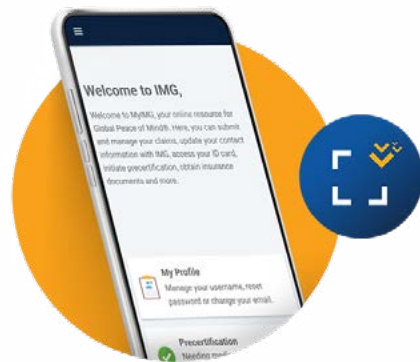 Welcome to IMG,
Welcome to MyIMG, your online resource for
Global Peace of Mind®. Here, you can submit
and manage your claims, update your contact
information with IMG, access your ID card,
initiate precertification, obtain insurance
documents and more.
My Profile
Manage your username, reset
password or change your email.
Precertification
Needing